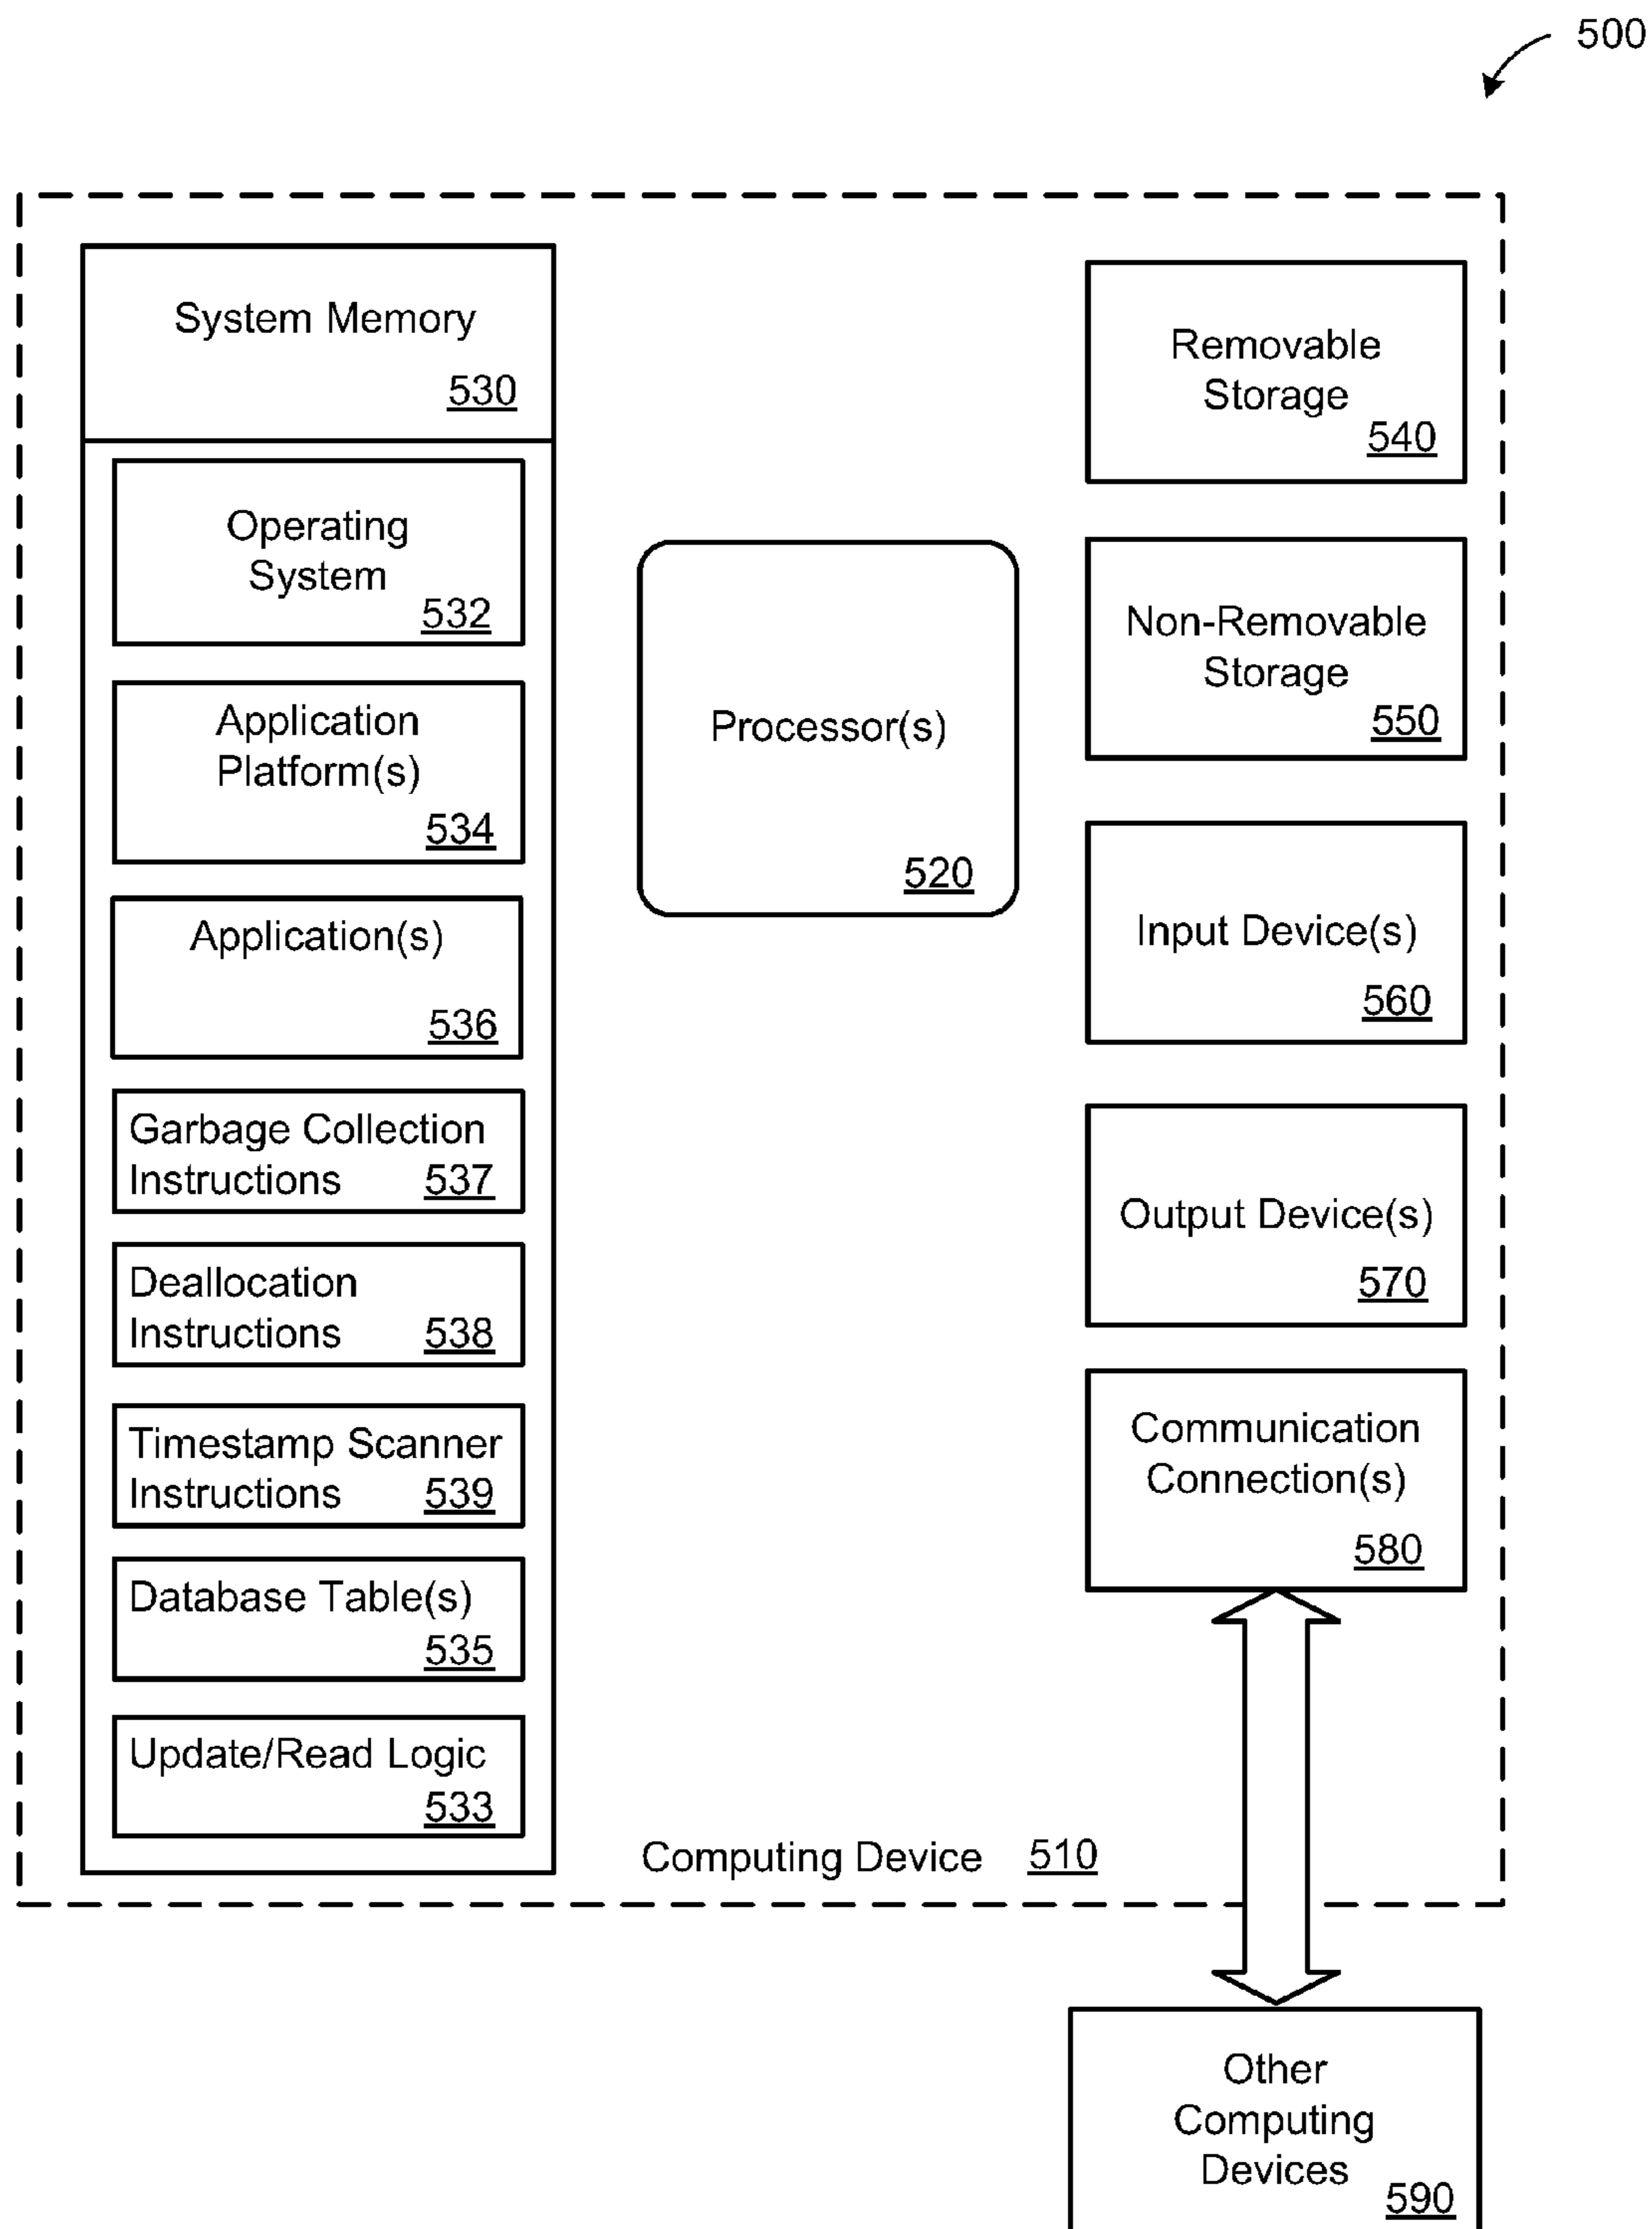 500
System Memory
530
Operating
System
532
Application
Platform(s)
534
Application(s)
536
Garbage Collection
Instructions 537
Deallocation
Instructions 538
Timestamp Scanner
Instructions 539
Database Table(s)
535
Update/Read Logic
533
Processor(s)
520
Removable
Storage
540
Non-Removable
Storage
550
Input Device(s)
560
Output Device(s)
570
Communication
Connection(s)
580
Computing Device 510
Other
Computing
Devices
590